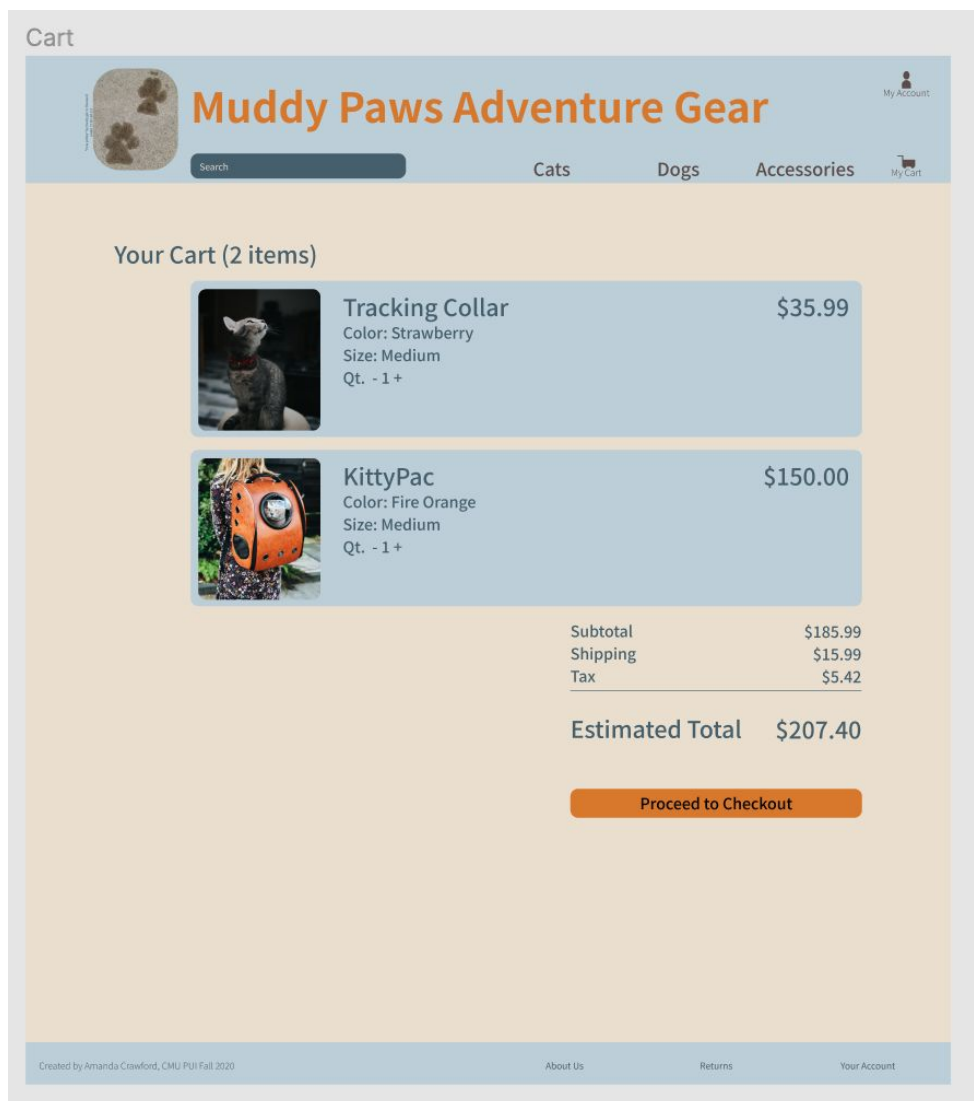 Cart
Muddy Paws Adventure Gear
My Account
Search
Cats
Dogs
Accessories
My Cart
Your Cart (2 items)
Tracking Collar
$35.99
Color: Strawberry
Size: Medium
Qt. - 1 +
KittyPac
$150.00
Color: Fire Orange
Size: Medium
Qt. - 1 +
Subtotal $185.99
Shipping $15.99
Tax $5.42
Estimated Total $207.40
Proceed to Checkout
Created by Amanda Crawford, CMU PUI Fall 2020
About Us
Returns
Your Account